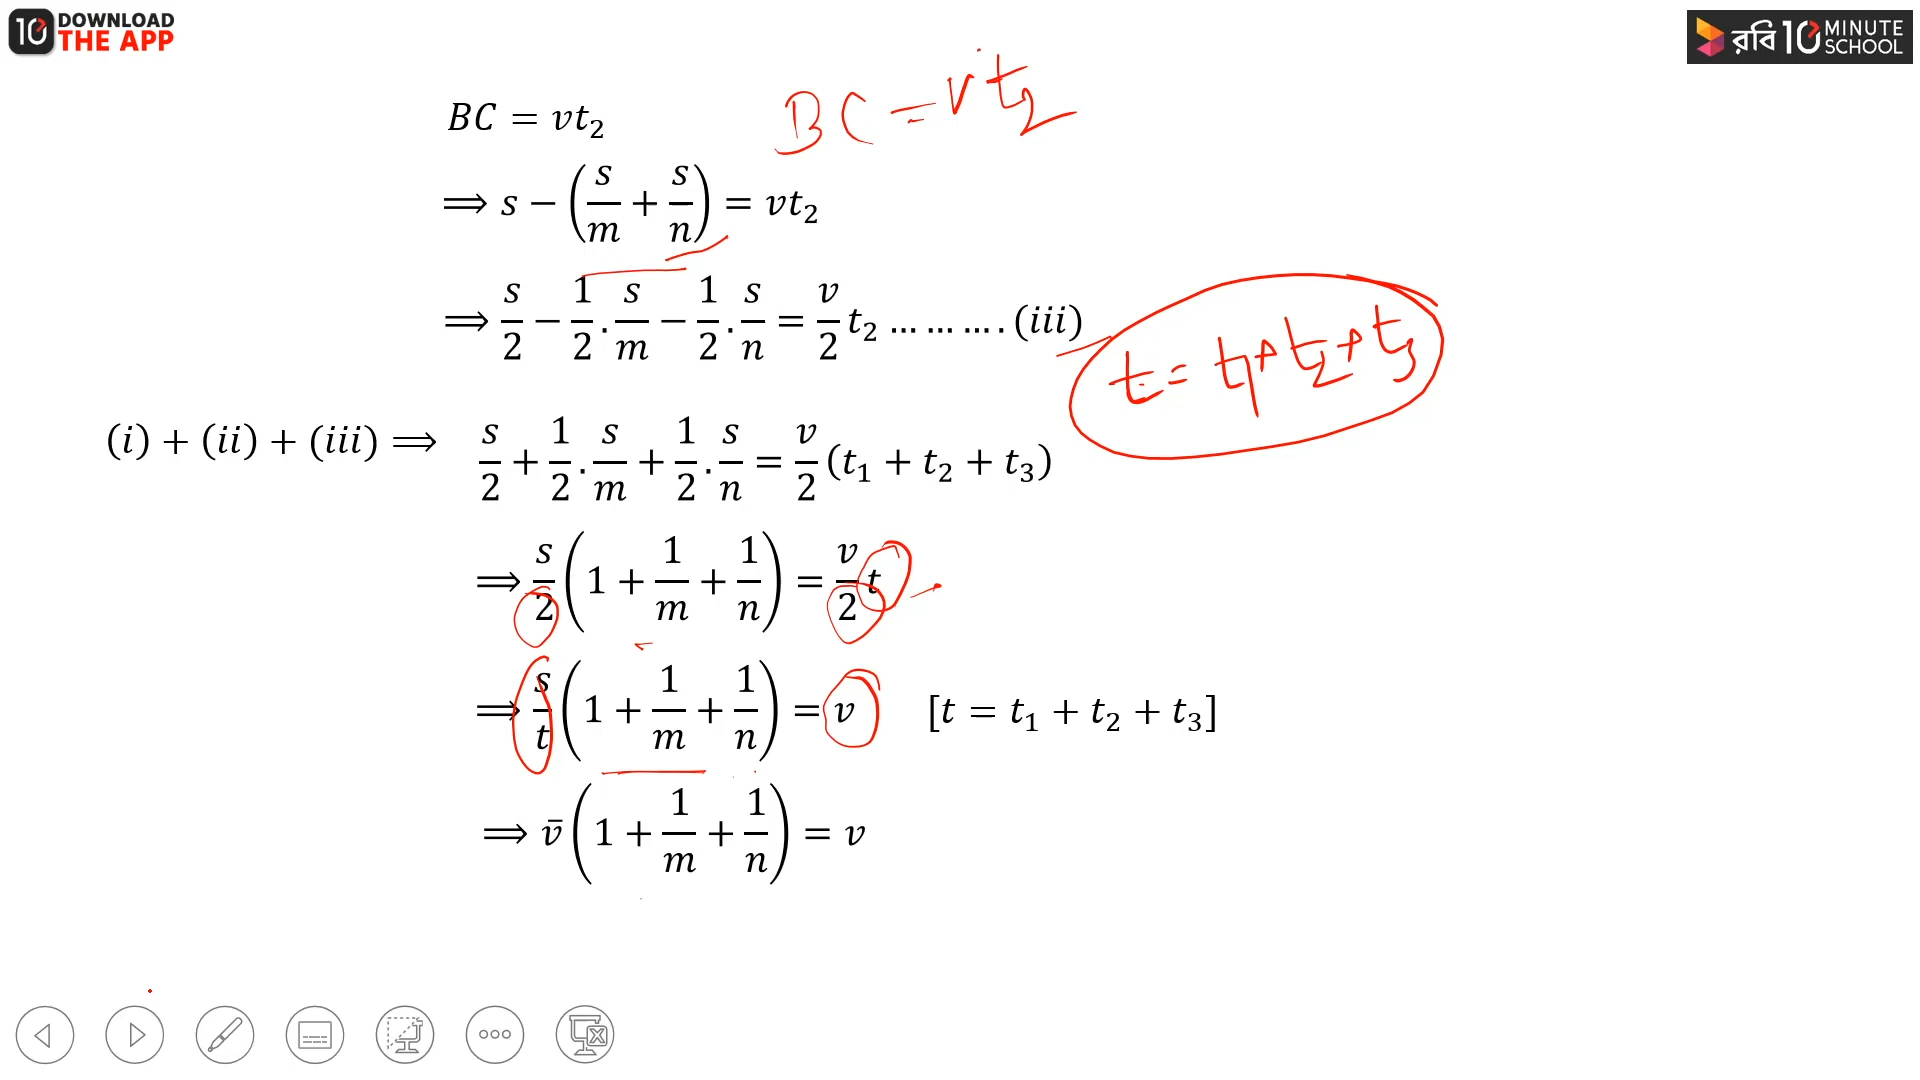 DOWNLOAD
THE APP
রবি 10 MINUTE SCHOOL
BC = vt₂
BC = vt₂
⟹ s − (s/m + s/n) = vt₂
⟹ s/2 − 1/2 . s/m − 1/2 . s/n = v/2 t₂ … … … . (iii)
t = t₁ + t₂ + t₃
(i) + (ii) + (iii) ⟹ s/2 + 1/2 . s/m + 1/2 . s/n = v/2 (t₁ + t₂ + t₃)
⟹ s/2 (1 + 1/m + 1/n) = v/2 t
⟹ s/t (1 + 1/m + 1/n) = v [t = t₁ + t₂ + t₃]
⟹ v̄ (1 + 1/m + 1/n) = v